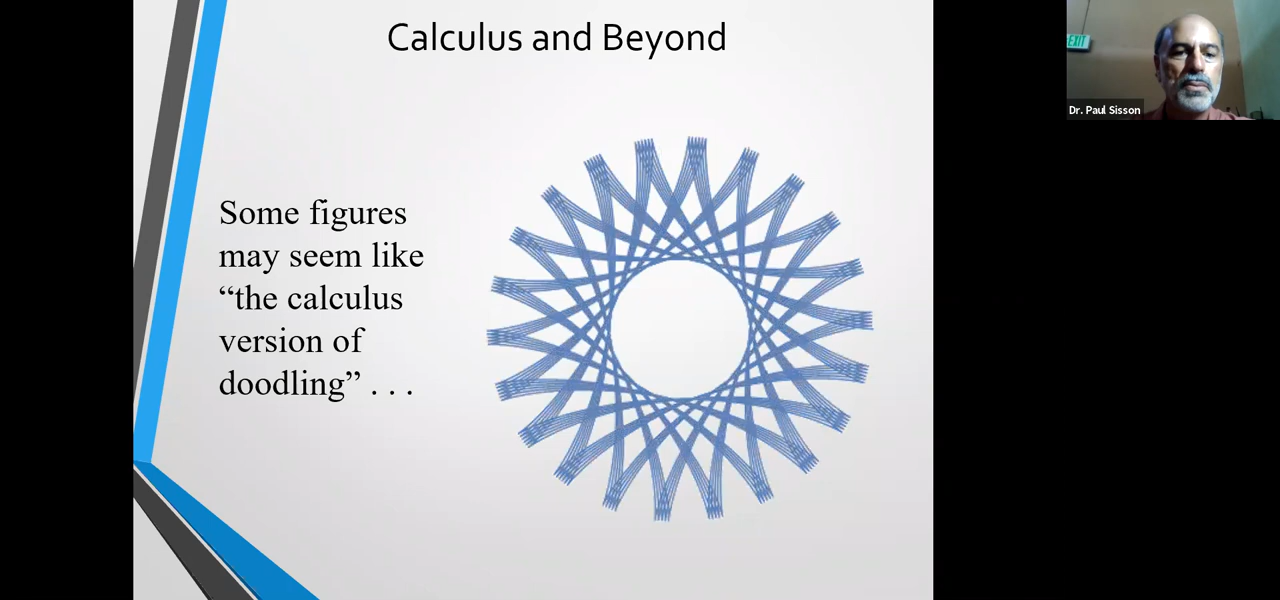 Calculus and Beyond
Some figures
may seem like
“the calculus
version of
doodling” . . .
EXIT
Dr. Paul Sisson